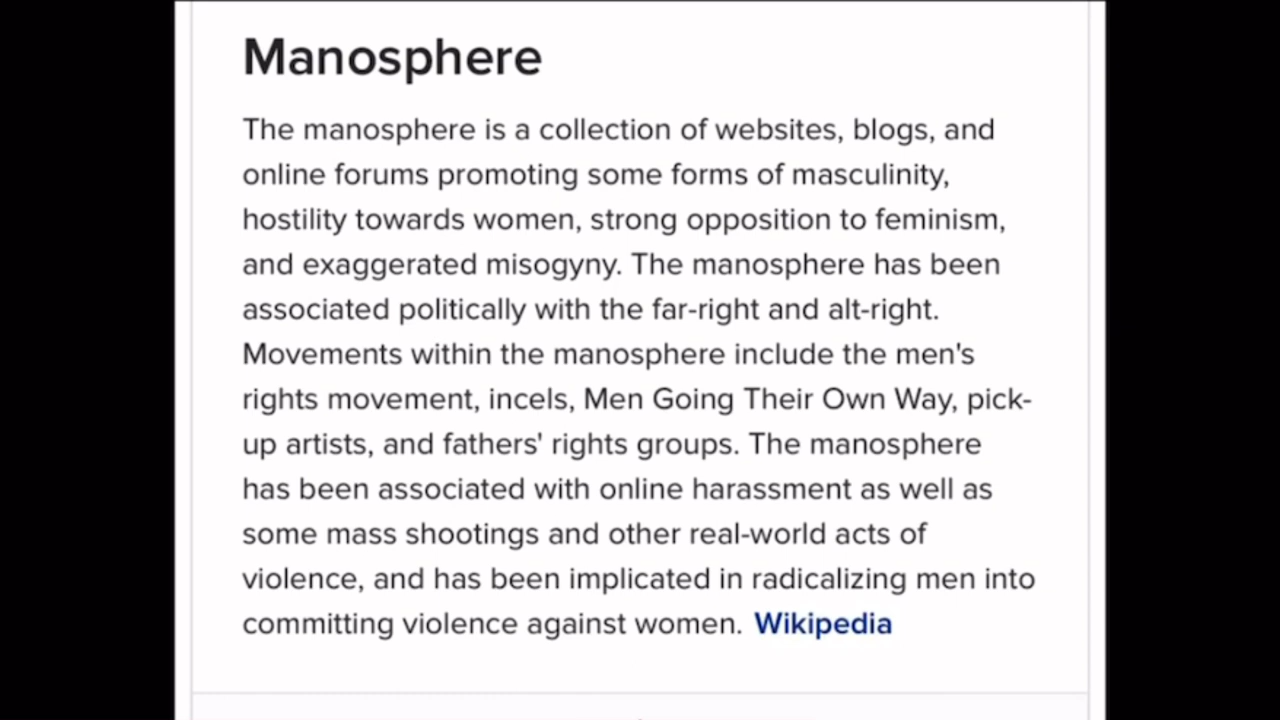 Manosphere
The manosphere is a collection of websites, blogs, and
online forums promoting some forms of masculinity,
hostility towards women, strong opposition to feminism,
and exaggerated misogyny. The manosphere has been
associated politically with the far-right and alt-right.
Movements within the manosphere include the men's
rights movement, incels, Men Going Their Own Way, pick-
up artists, and fathers' rights groups. The manosphere
has been associated with online harassment as well as
some mass shootings and other real-world acts of
violence, and has been implicated in radicalizing men into
committing violence against women. Wikipedia